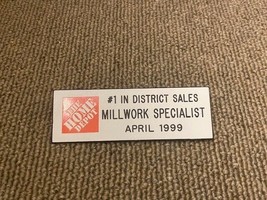 THE
HOME
DEPOT
#1 IN DISTRICT SALES
MILLWORK SPECIALIST
APRIL 1999